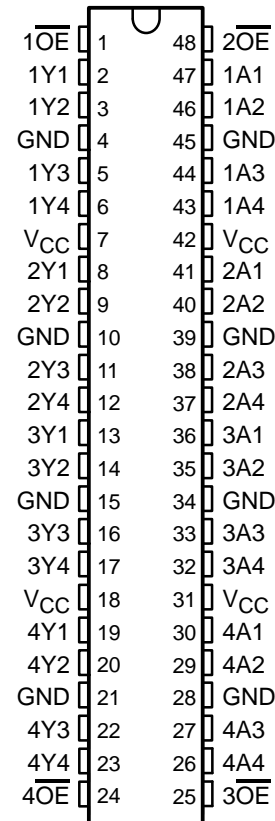 1O̅E̅ 1 48 2O̅E̅
1Y1 2 47 1A1
1Y2 3 46 1A2
GND 4 45 GND
1Y3 5 44 1A3
1Y4 6 43 1A4
VCC 7 42 VCC
2Y1 8 41 2A1
2Y2 9 40 2A2
GND 10 39 GND
2Y3 11 38 2A3
2Y4 12 37 2A4
3Y1 13 36 3A1
3Y2 14 35 3A2
GND 15 34 GND
3Y3 16 33 3A3
3Y4 17 32 3A4
VCC 18 31 VCC
4Y1 19 30 4A1
4Y2 20 29 4A2
GND 21 28 GND
4Y3 22 27 4A3
4Y4 23 26 4A4
4O̅E̅ 24 25 3O̅E̅